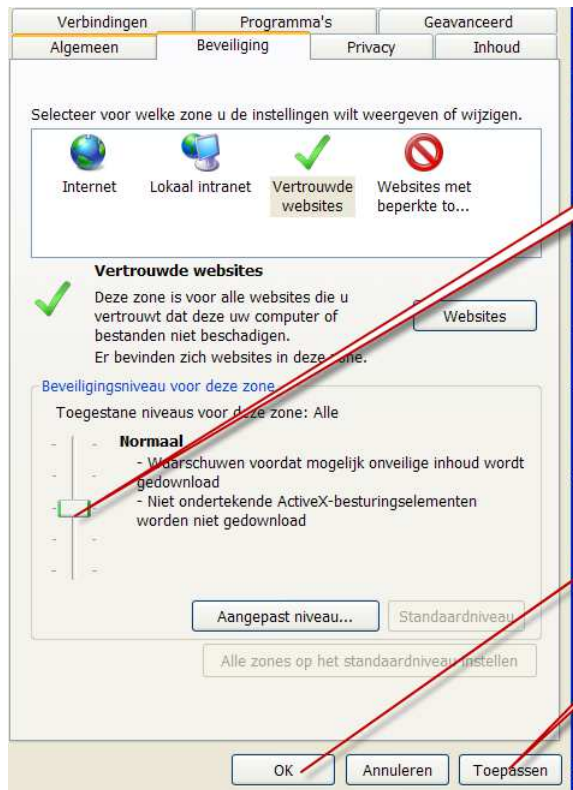 Verbindingen Programma's Geavanceerd
Algemeen Beveiliging Privacy Inhoud
Selecteer voor welke zone u de instellingen wilt weergeven of wijzigen.
Internet Lokaal intranet Vertrouwde Websites met
websites beperkte to...
Vertrouwde websites
Deze zone is voor alle websites die u
vertrouwt dat deze uw computer of
bestanden niet beschadigen.
Websites
Er bevinden zich websites in deze zone.
Beveiligingsniveau voor deze zone
Toegestane niveaus voor deze zone: Alle
Normaal
- Waarschuwen voordat mogelijk onveilige inhoud wordt
gedownload
- Niet ondertekende ActiveX-besturingselementen
worden niet gedownload
Aangepast niveau... Standaardniveau
Alle zones op het standaardniveau instellen
OK Annuleren Toepassen